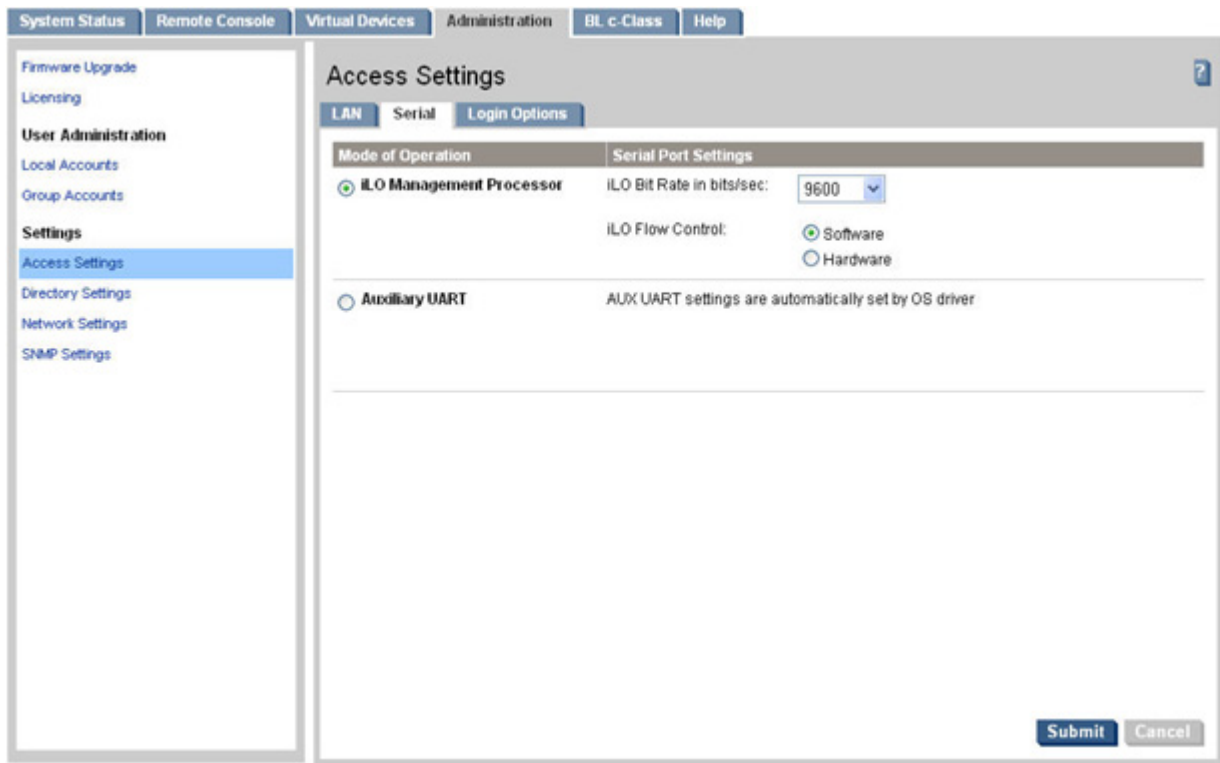 System Status Remote Console Virtual Devices Administration BL c-Class Help
Firmware Upgrade
Licensing
User Administration
Local Accounts
Group Accounts
Settings
Access Settings
Directory Settings
Network Settings
SNMP Settings
Access Settings
?
LAN Serial Login Options
Mode of Operation Serial Port Settings
iLO Management Processor iLO Bit Rate in bits/sec: 9600
iLO Flow Control: Software
Hardware
Auxiliary UART AUX UART settings are automatically set by OS driver
Submit Cancel